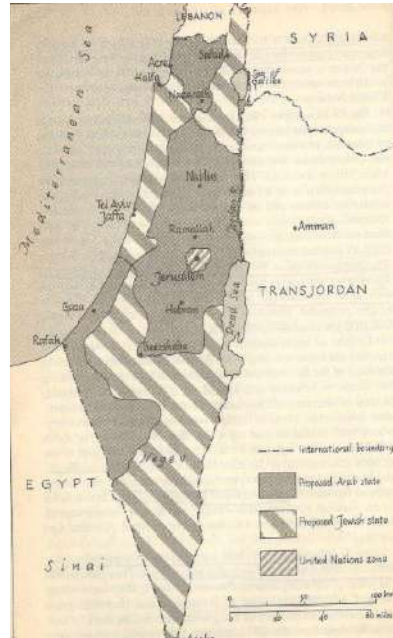 LEBANON
SYRIA
Acre
Haifa
Safad
Nazareth
Mediterranean Sea
Nablus
Tel Aviv
Jaffa
Ramallah
Amman
Jerusalem
TRANSJORDAN
Gaza
Hebron
Dead Sea
Rafah
Beersheba
International boundary
Negev
EGYPT
Proposed Arab state
Proposed Jewish state
Sinai
United Nations zone